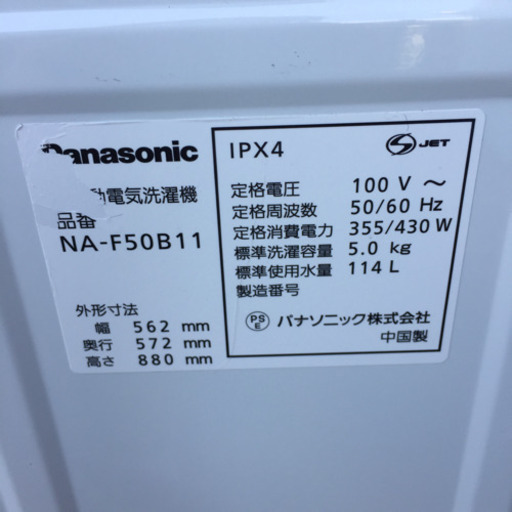 Panasonic
動電気洗濯機
品番
NA-F50B11
外形寸法
幅 562 mm
奥行 572 mm
高さ 880 mm
IPX4
S JET
定格電圧 100 V ～
定格周波数 50/60 Hz
定格消費電力 355/430 W
標準洗濯容量 5.0 kg
標準使用水量 114 L
製造番号
PS
E
パナソニック株式会社
中国製